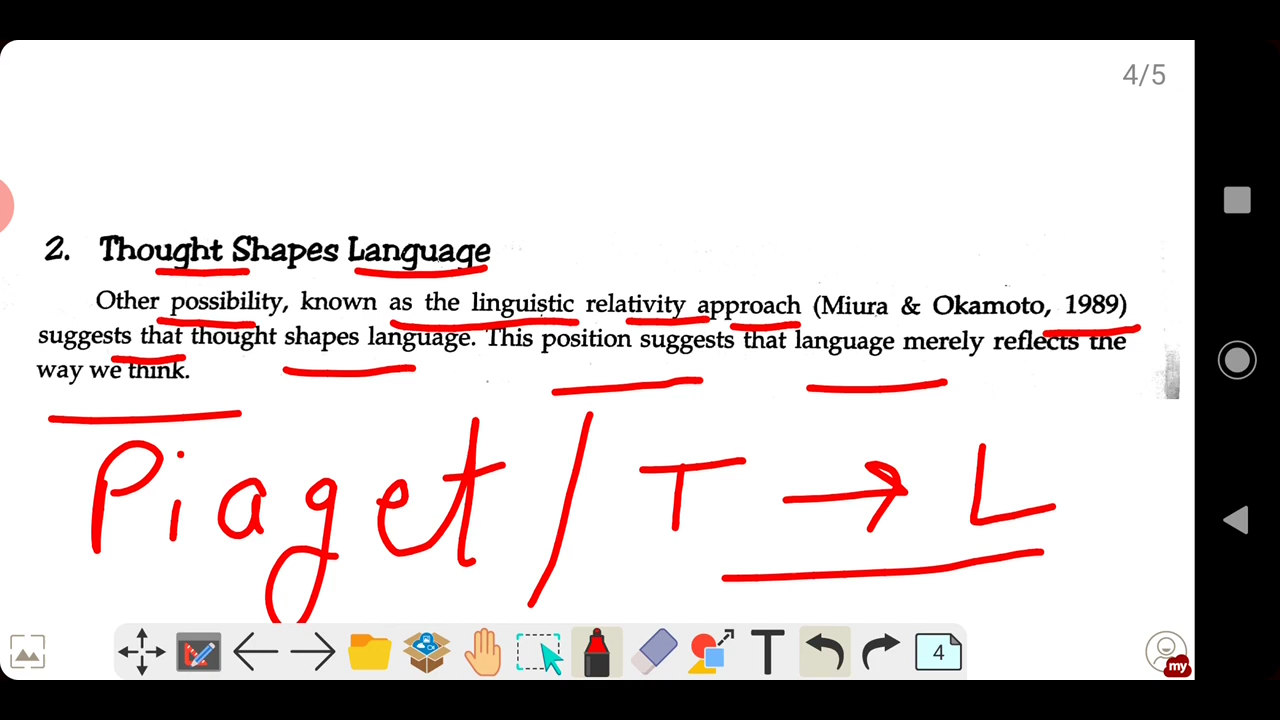 4/5
2. Thought Shapes Language
Other possibility, known as the linguistic relativity approach (Miura & Okamoto, 1989)
suggests that thought shapes language. This position suggests that language merely reflects the
way we think.
Piaget / T → L
T 4
my